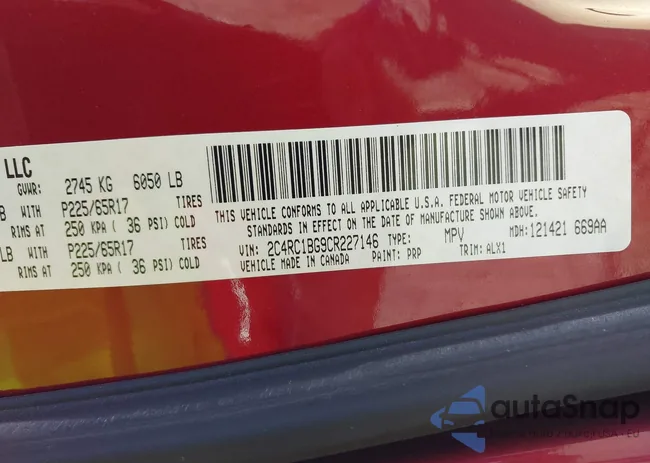 LLC
GVWR: 2745 KG 6050 LB
B WITH P225/65R17 TIRES
RIMS AT 250 KPA ( 36 PSI) COLD
LB WITH P225/65R17 TIRES
RIMS AT 250 KPA ( 36 PSI) COLD
THIS VEHICLE CONFORMS TO ALL APPLICABLE U.S.A. FEDERAL MOTOR VEHICLE SAFETY
STANDARDS IN EFFECT ON THE DATE OF MANUFACTURE SHOWN ABOVE.
VIN: 2C4RC1BG9CR227146 TYPE: MPV MDH: 121421 669AA
VEHICLE MADE IN CANADA PAINT: PRP TRIM: ALX1
autoSnap